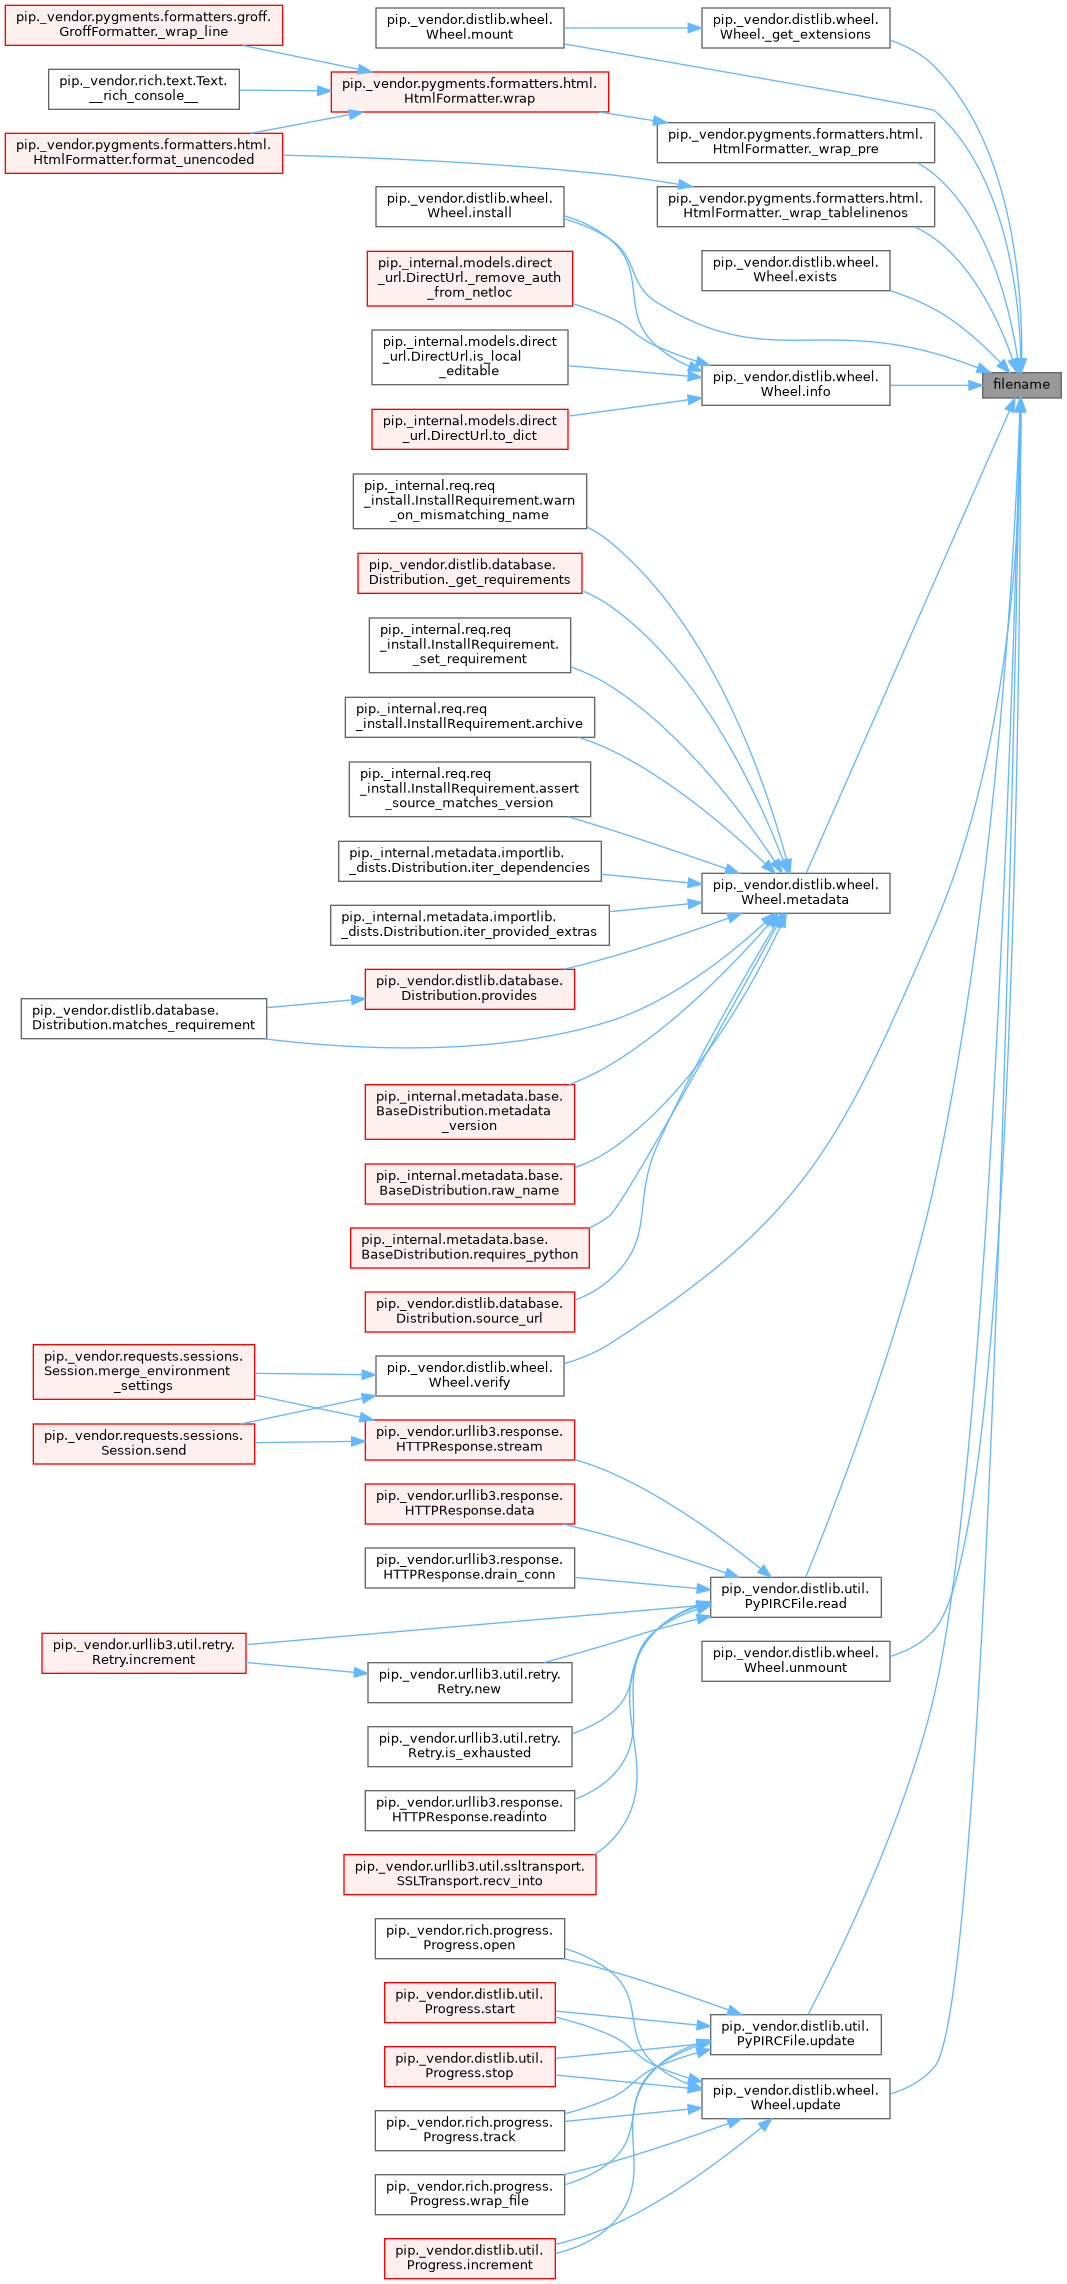 pip._vendor.pygments.formatters.groff.
GroffFormatter._wrap_line
pip._vendor.distlib.wheel.
Wheel.mount
pip._vendor.distlib.wheel.
Wheel._get_extensions
pip._vendor.rich.text.Text.
__rich_console__
pip._vendor.pygments.formatters.html.
HtmlFormatter.wrap
pip._vendor.pygments.formatters.html.
HtmlFormatter.format_unencoded
pip._vendor.pygments.formatters.html.
HtmlFormatter._wrap_pre
pip._vendor.pygments.formatters.html.
HtmlFormatter._wrap_tablelinenos
pip._vendor.distlib.wheel.
Wheel.install
pip._vendor.distlib.wheel.
Wheel.exists
pip._internal.models.direct
_url.DirectUrl._remove_auth
_from_netloc
pip._internal.models.direct
_url.DirectUrl.is_local
_editable
pip._vendor.distlib.wheel.
Wheel.info
filename
pip._internal.models.direct
_url.DirectUrl.to_dict
pip._internal.req.req
_install.InstallRequirement.warn
_on_mismatching_name
pip._vendor.distlib.database.
Distribution._get_requirements
pip._internal.req.req
_install.InstallRequirement.
_set_requirement
pip._internal.req.req
_install.InstallRequirement.archive
pip._internal.req.req
_install.InstallRequirement.assert
_source_matches_version
pip._internal.metadata.importlib.
_dists.Distribution.iter_dependencies
pip._vendor.distlib.wheel.
Wheel.metadata
pip._internal.metadata.importlib.
_dists.Distribution.iter_provided_extras
pip._vendor.distlib.database.
Distribution.provides
pip._vendor.distlib.database.
Distribution.matches_requirement
pip._internal.metadata.base.
BaseDistribution.metadata
_version
pip._internal.metadata.base.
BaseDistribution.raw_name
pip._internal.metadata.base.
BaseDistribution.requires_python
pip._vendor.distlib.database.
Distribution.source_url
pip._vendor.requests.sessions.
Session.merge_environment
_settings
pip._vendor.distlib.wheel.
Wheel.verify
pip._vendor.requests.sessions.
Session.send
pip._vendor.urllib3.response.
HTTPResponse.stream
pip._vendor.urllib3.response.
HTTPResponse.data
pip._vendor.urllib3.response.
HTTPResponse.drain_conn
pip._vendor.distlib.util.
PyPIRCFile.read
pip._vendor.urllib3.util.retry.
Retry.increment
pip._vendor.distlib.wheel.
Wheel.unmount
pip._vendor.urllib3.util.retry.
Retry.new
pip._vendor.urllib3.util.retry.
Retry.is_exhausted
pip._vendor.urllib3.response.
HTTPResponse.readinto
pip._vendor.urllib3.util.ssltransport.
SSLTransport.recv_into
pip._vendor.rich.progress.
Progress.open
pip._vendor.distlib.util.
Progress.start
pip._vendor.distlib.util.
PyPIRCFile.update
pip._vendor.distlib.util.
Progress.stop
pip._vendor.distlib.wheel.
Wheel.update
pip._vendor.rich.progress.
Progress.track
pip._vendor.rich.progress.
Progress.wrap_file
pip._vendor.distlib.util.
Progress.increment